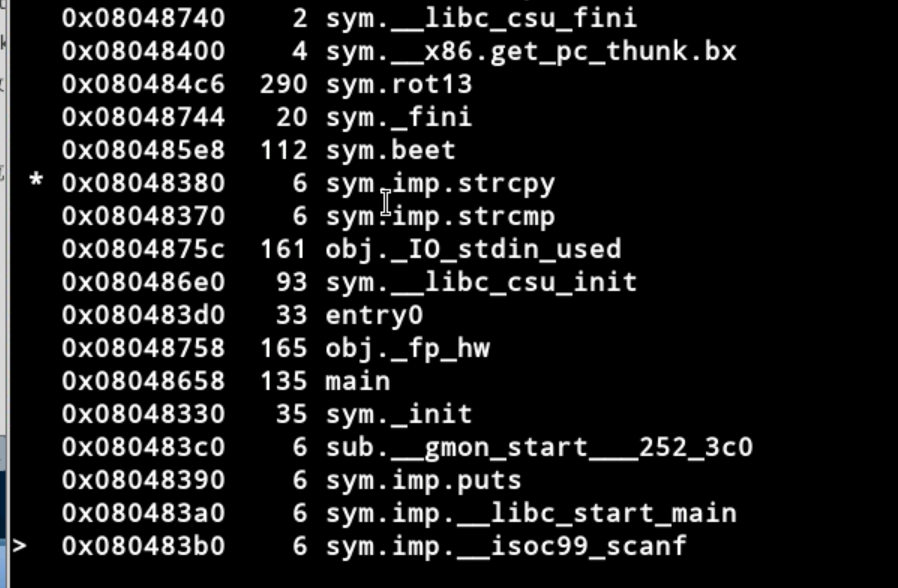 0x08048740 2 sym.__libc_csu_fini
0x08048400 4 sym.__x86.get_pc_thunk.bx
0x080484c6 290 sym.rot13
0x08048744 20 sym._fini
0x080485e8 112 sym.beet
* 0x08048380 6 sym.imp.strcpy
0x08048370 6 sym.imp.strcmp
0x0804875c 161 obj._IO_stdin_used
0x080486e0 93 sym.__libc_csu_init
0x080483d0 33 entry0
0x08048758 165 obj._fp_hw
0x08048658 135 main
0x08048330 35 sym._init
0x080483c0 6 sub.__gmon_start___252_3c0
0x08048390 6 sym.imp.puts
0x080483a0 6 sym.imp.__libc_start_main
> 0x080483b0 6 sym.imp.__isoc99_scanf